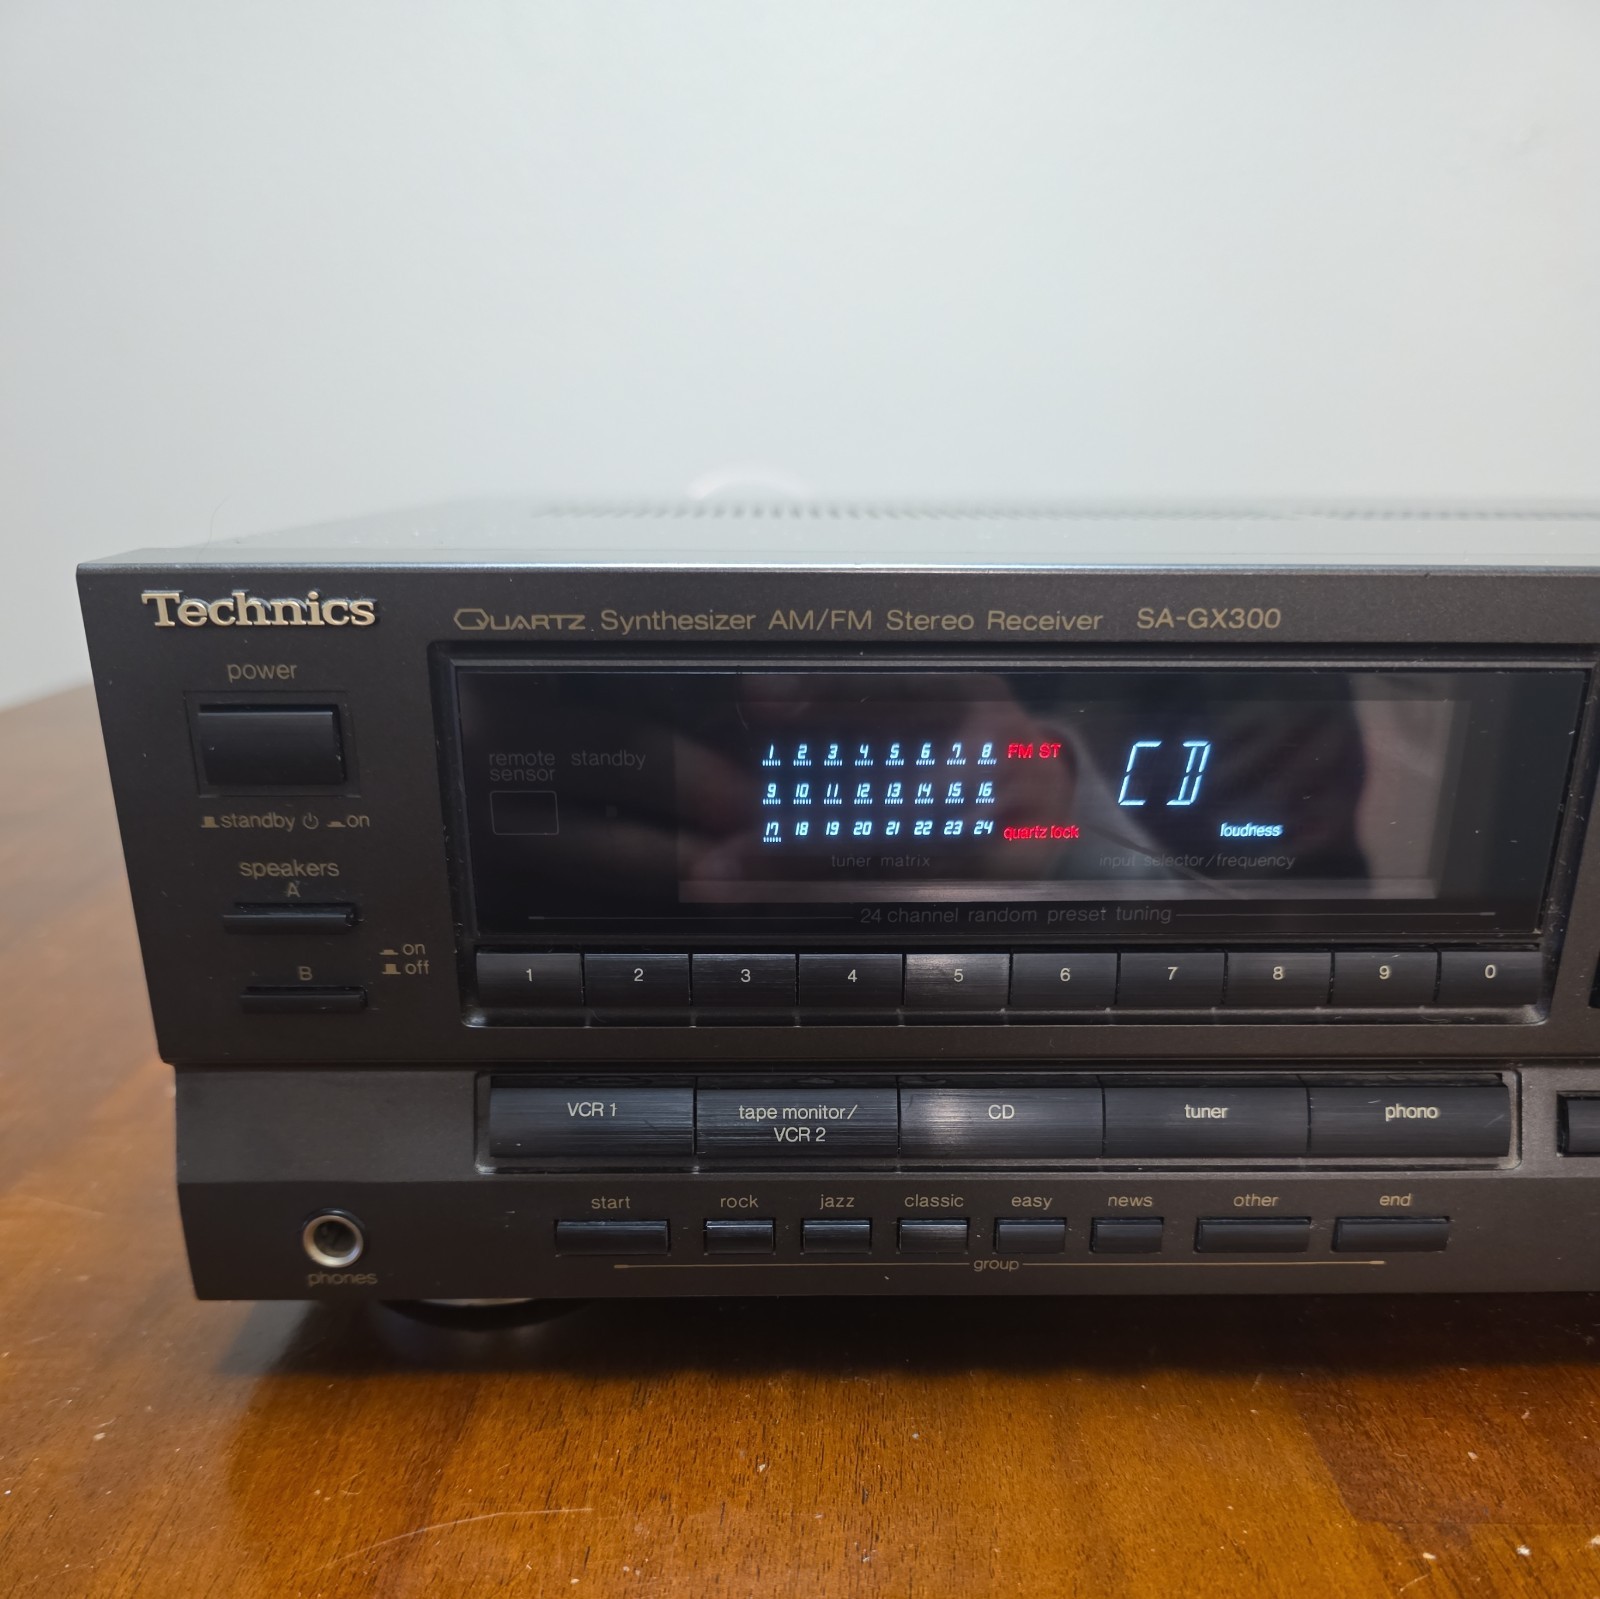 Technics
QUARTZ Synthesizer AM/FM Stereo Receiver SA-GX300
power
standby on
speakers
A
on
off
B
remote sensor
standby
1 2 3 4 5 6 7 8 FM ST
9 10 11 12 13 14 15 16
17 18 19 20 21 22 23 24 quartz lock
tuner matrix
CD
loudness
input selector/frequency
24 channel random preset tuning
1 2 3 4 5 6 7 8 9 0
VCR 1
tape monitor/
VCR 2
CD
tuner
phono
start rock jazz classic easy news other end
group
phones